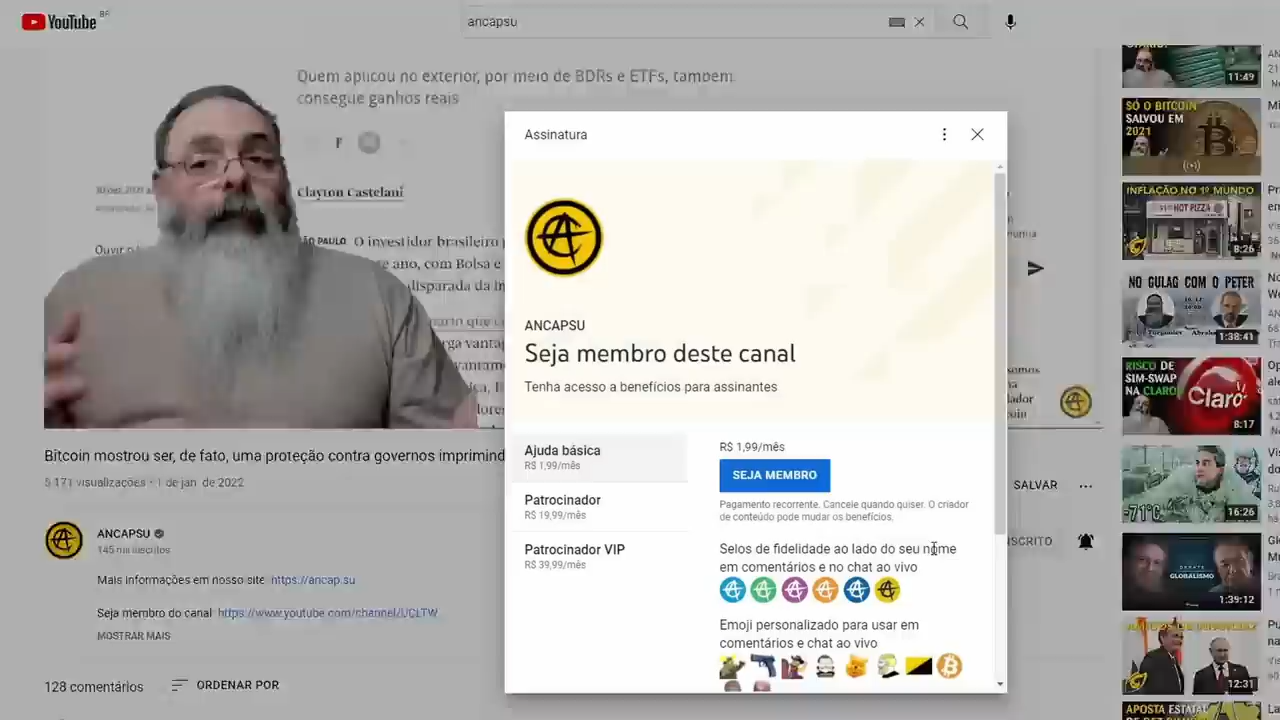 YouTube BR
ancapsu
Quem aplicou no exterior, por meio de BDRs e ETFs, também
consegue ganhos reais
Clayton Castelani
SÃO PAULO O investidor brasileiro
e ano, com Bolsa e
Bitcoin mostrou ser, de fato, uma proteção contra governos imprimind
5 171 visualizações • 1 de jan. de 2022
ANCAPSU
145 mil inscritos
Mais informações em nosso site https://ancap.su
Seja membro do canal https://www.youtube.com/channel/UCLTW
MOSTRAR MAIS
128 comentários
ORDENAR POR
Assinatura
ANCAPSU
Seja membro deste canal
Tenha acesso a benefícios para assinantes
Ajuda básica
R$ 1,99/mês
Patrocinador
R$ 19,99/mês
Patrocinador VIP
R$ 39,99/mês
R$ 1,99/mês
SEJA MEMBRO
Pagamento recorrente. Cancele quando quiser. O criador
de conteúdo pode mudar os benefícios.
Selos de fidelidade ao lado do seu nome
em comentários e no chat ao vivo
Emoji personalizado para usar em
comentários e chat ao vivo
SALVAR
INSCRITO
11:49
SÓ O BITCOIN
SALVOU EM
2021
INFLAÇÃO NO 1º MUNDO
$1 HOT PIZZA
8:26
NO GULAG COM O PETER
1:38:41
RISCO DE
SIM-SWAP
NA CLARO
Claro
8:17
-71°C
16:26
DEBATE
GLOBALISMO
1:39:12
12:31
APOSTA ESTATAL